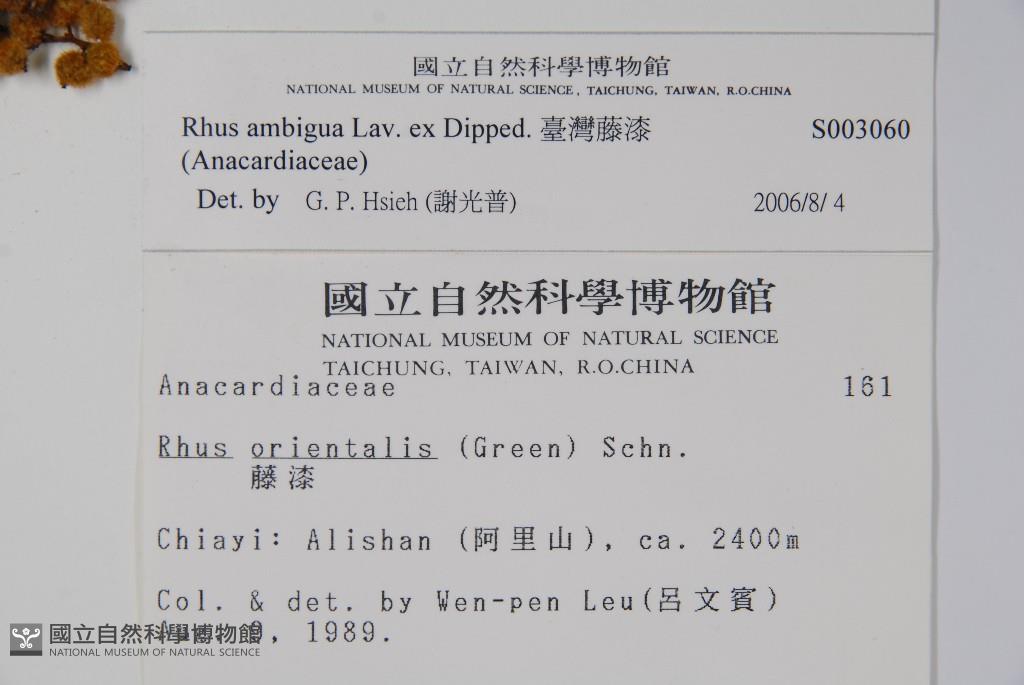 國立自然科學博物館
NATIONAL MUSEUM OF NATURAL SCIENCE, TAICHUNG, TAIWAN, R.O.CHINA
Rhus ambigua Lav. ex Dipped. 臺灣藤漆 S003060
(Anacardiaceae)
Det. by G. P. Hsieh (謝光普) 2006/8/ 4
國立自然科學博物館
NATIONAL MUSEUM OF NATURAL SCIENCE
TAICHUNG, TAIWAN, R.O.CHINA
Anacardiaceae 161
Rhus orientalis (Green) Schn.
藤漆
Chiayi: Alishan (阿里山), ca. 2400m
Col. & det. by Wen-pen Leu(呂文賓)
9, 1989.
國立自然科學博物館
NATIONAL MUSEUM OF NATURAL SCIENCE